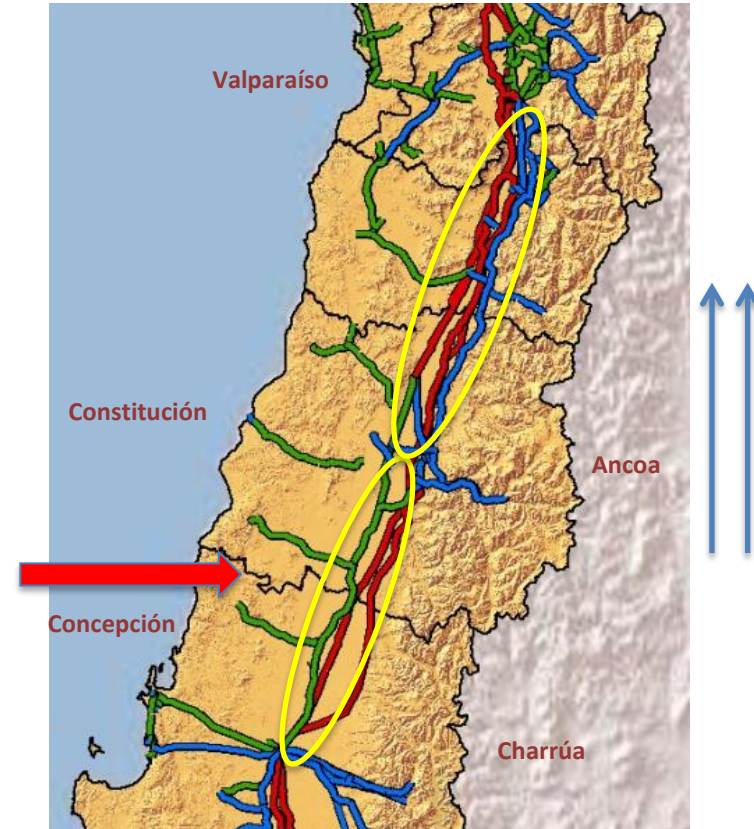 Valparaíso
Constitución
Ancoa
Concepción
Charrúa